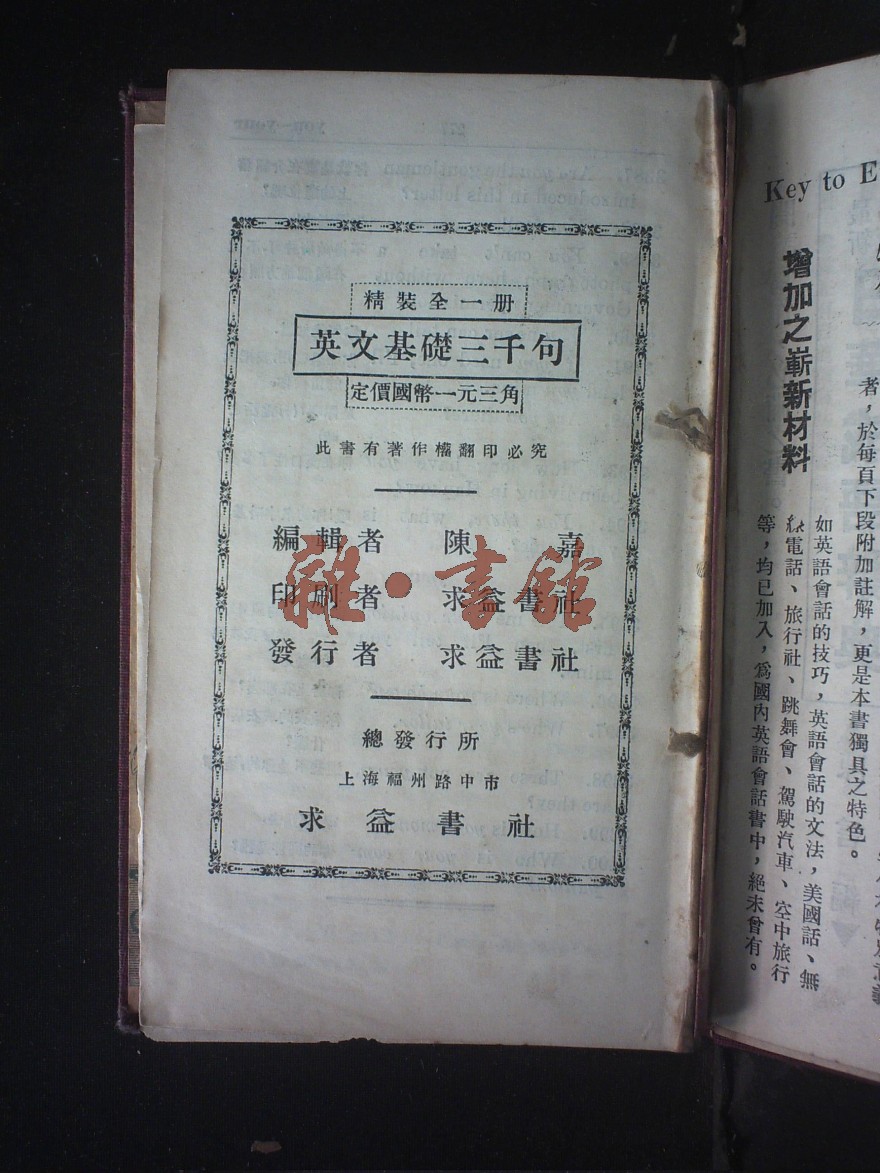 精裝全一册
英文基礎三千句
定價國幣一元三角
此書有著作權翻印必究
編輯者 陳嘉
印刷者 求益書社
發行者 求益書社
總發行所
上海福州路中市
求益書社
雜·書館
Key to E
增加之嶄新材料
者，於每頁下段附加註解，更是本書獨具之特色。
如英語會話的技巧，英語會話的文法，美國話、無
線電話、旅行社、跳舞會、駕駛汽車、空中旅行
等，均已加入，爲國內英語會話書中，絕未曾有。